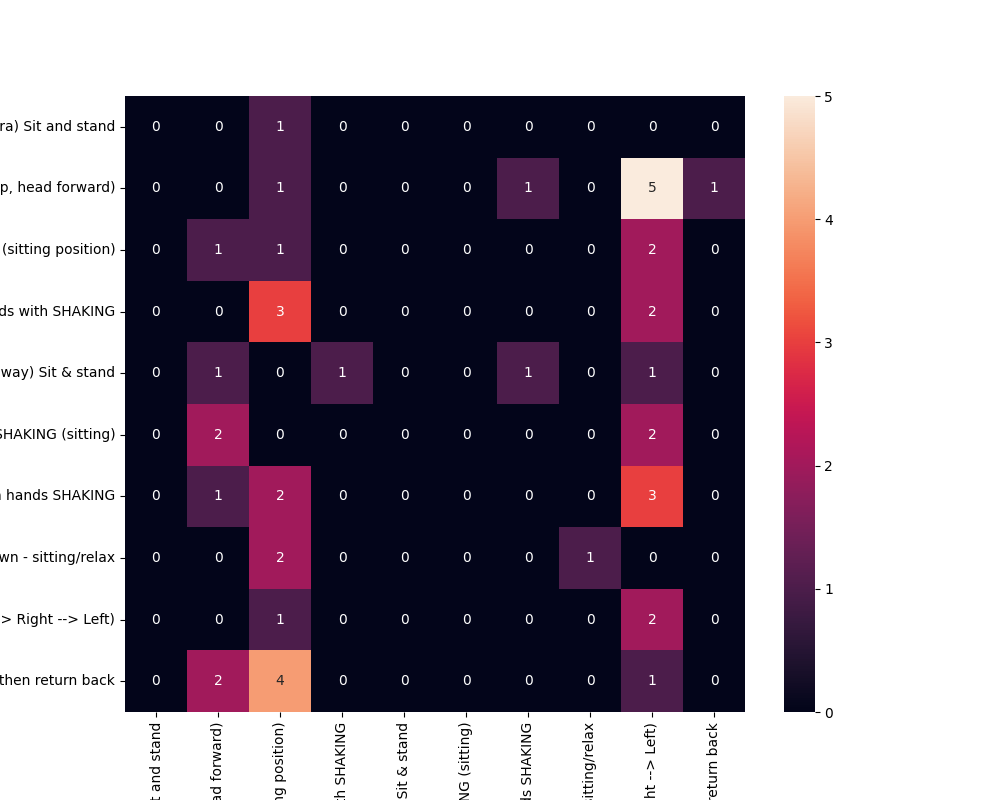 ra) Sit and stand 0 0 1 0 0 0 0 0 0 0
p, head forward) 0 0 1 0 0 0 1 0 5 1
(sitting position) 0 1 1 0 0 0 0 0 2 0
ds with SHAKING 0 0 3 0 0 0 0 0 2 0
way) Sit & stand 0 1 0 1 0 0 1 0 1 0
SHAKING (sitting) 0 2 0 0 0 0 0 0 2 0
hands SHAKING 0 1 2 0 0 0 0 0 3 0
wn - sitting/relax 0 0 2 0 0 0 0 1 0 0
> Right --> Left) 0 0 1 0 0 0 0 0 2 0
then return back 0 2 4 0 0 0 0 0 1 0
t and stand
ad forward)
ng position)
th SHAKING
Sit & stand
NG (sitting)
ds SHAKING
sitting/relax
ht --> Left)
return back
5
4
3
2
1
0